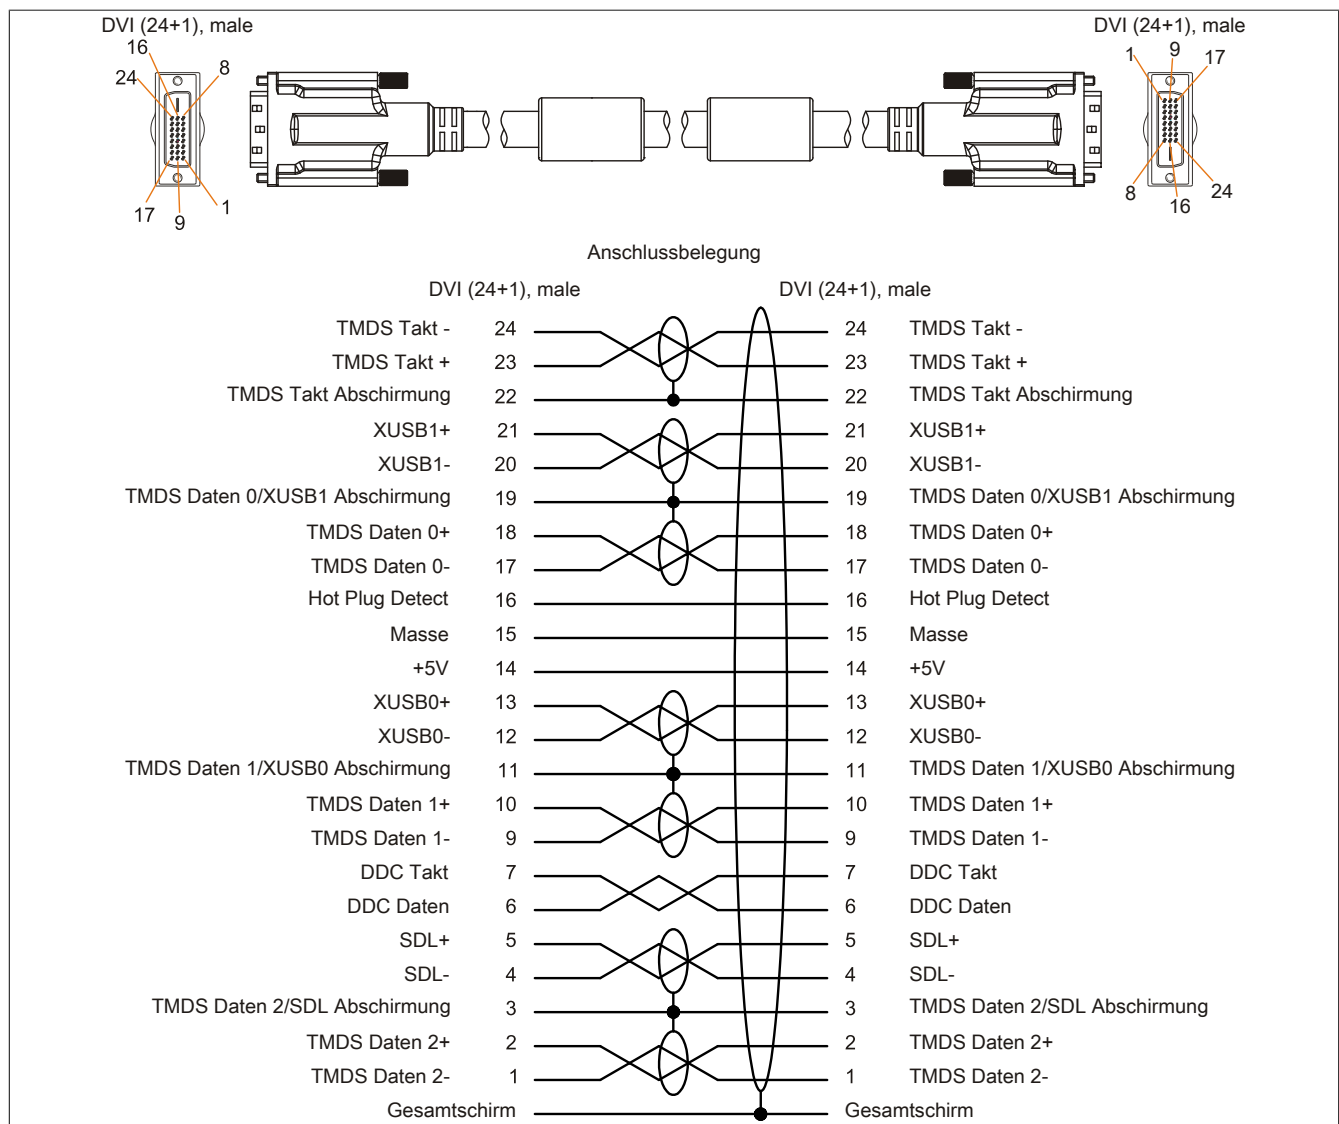 DVI (24+1), male DVI (24+1), male
16 1 9 17
24 8
17 9 1 8 16 24
Anschlussbelegung
DVI (24+1), male DVI (24+1), male
TMDS Takt - 24 24 TMDS Takt -
TMDS Takt + 23 23 TMDS Takt +
TMDS Takt Abschirmung 22 22 TMDS Takt Abschirmung
XUSB1+ 21 21 XUSB1+
XUSB1- 20 20 XUSB1-
TMDS Daten 0/XUSB1 Abschirmung 19 19 TMDS Daten 0/XUSB1 Abschirmung
TMDS Daten 0+ 18 18 TMDS Daten 0+
TMDS Daten 0- 17 17 TMDS Daten 0-
Hot Plug Detect 16 16 Hot Plug Detect
Masse 15 15 Masse
+5V 14 14 +5V
XUSB0+ 13 13 XUSB0+
XUSB0- 12 12 XUSB0-
TMDS Daten 1/XUSB0 Abschirmung 11 11 TMDS Daten 1/XUSB0 Abschirmung
TMDS Daten 1+ 10 10 TMDS Daten 1+
TMDS Daten 1- 9 9 TMDS Daten 1-
DDC Takt 7 7 DDC Takt
DDC Daten 6 6 DDC Daten
SDL+ 5 5 SDL+
SDL- 4 4 SDL-
TMDS Daten 2/SDL Abschirmung 3 3 TMDS Daten 2/SDL Abschirmung
TMDS Daten 2+ 2 2 TMDS Daten 2+
TMDS Daten 2- 1 1 TMDS Daten 2-
Gesamtschirm Gesamtschirm